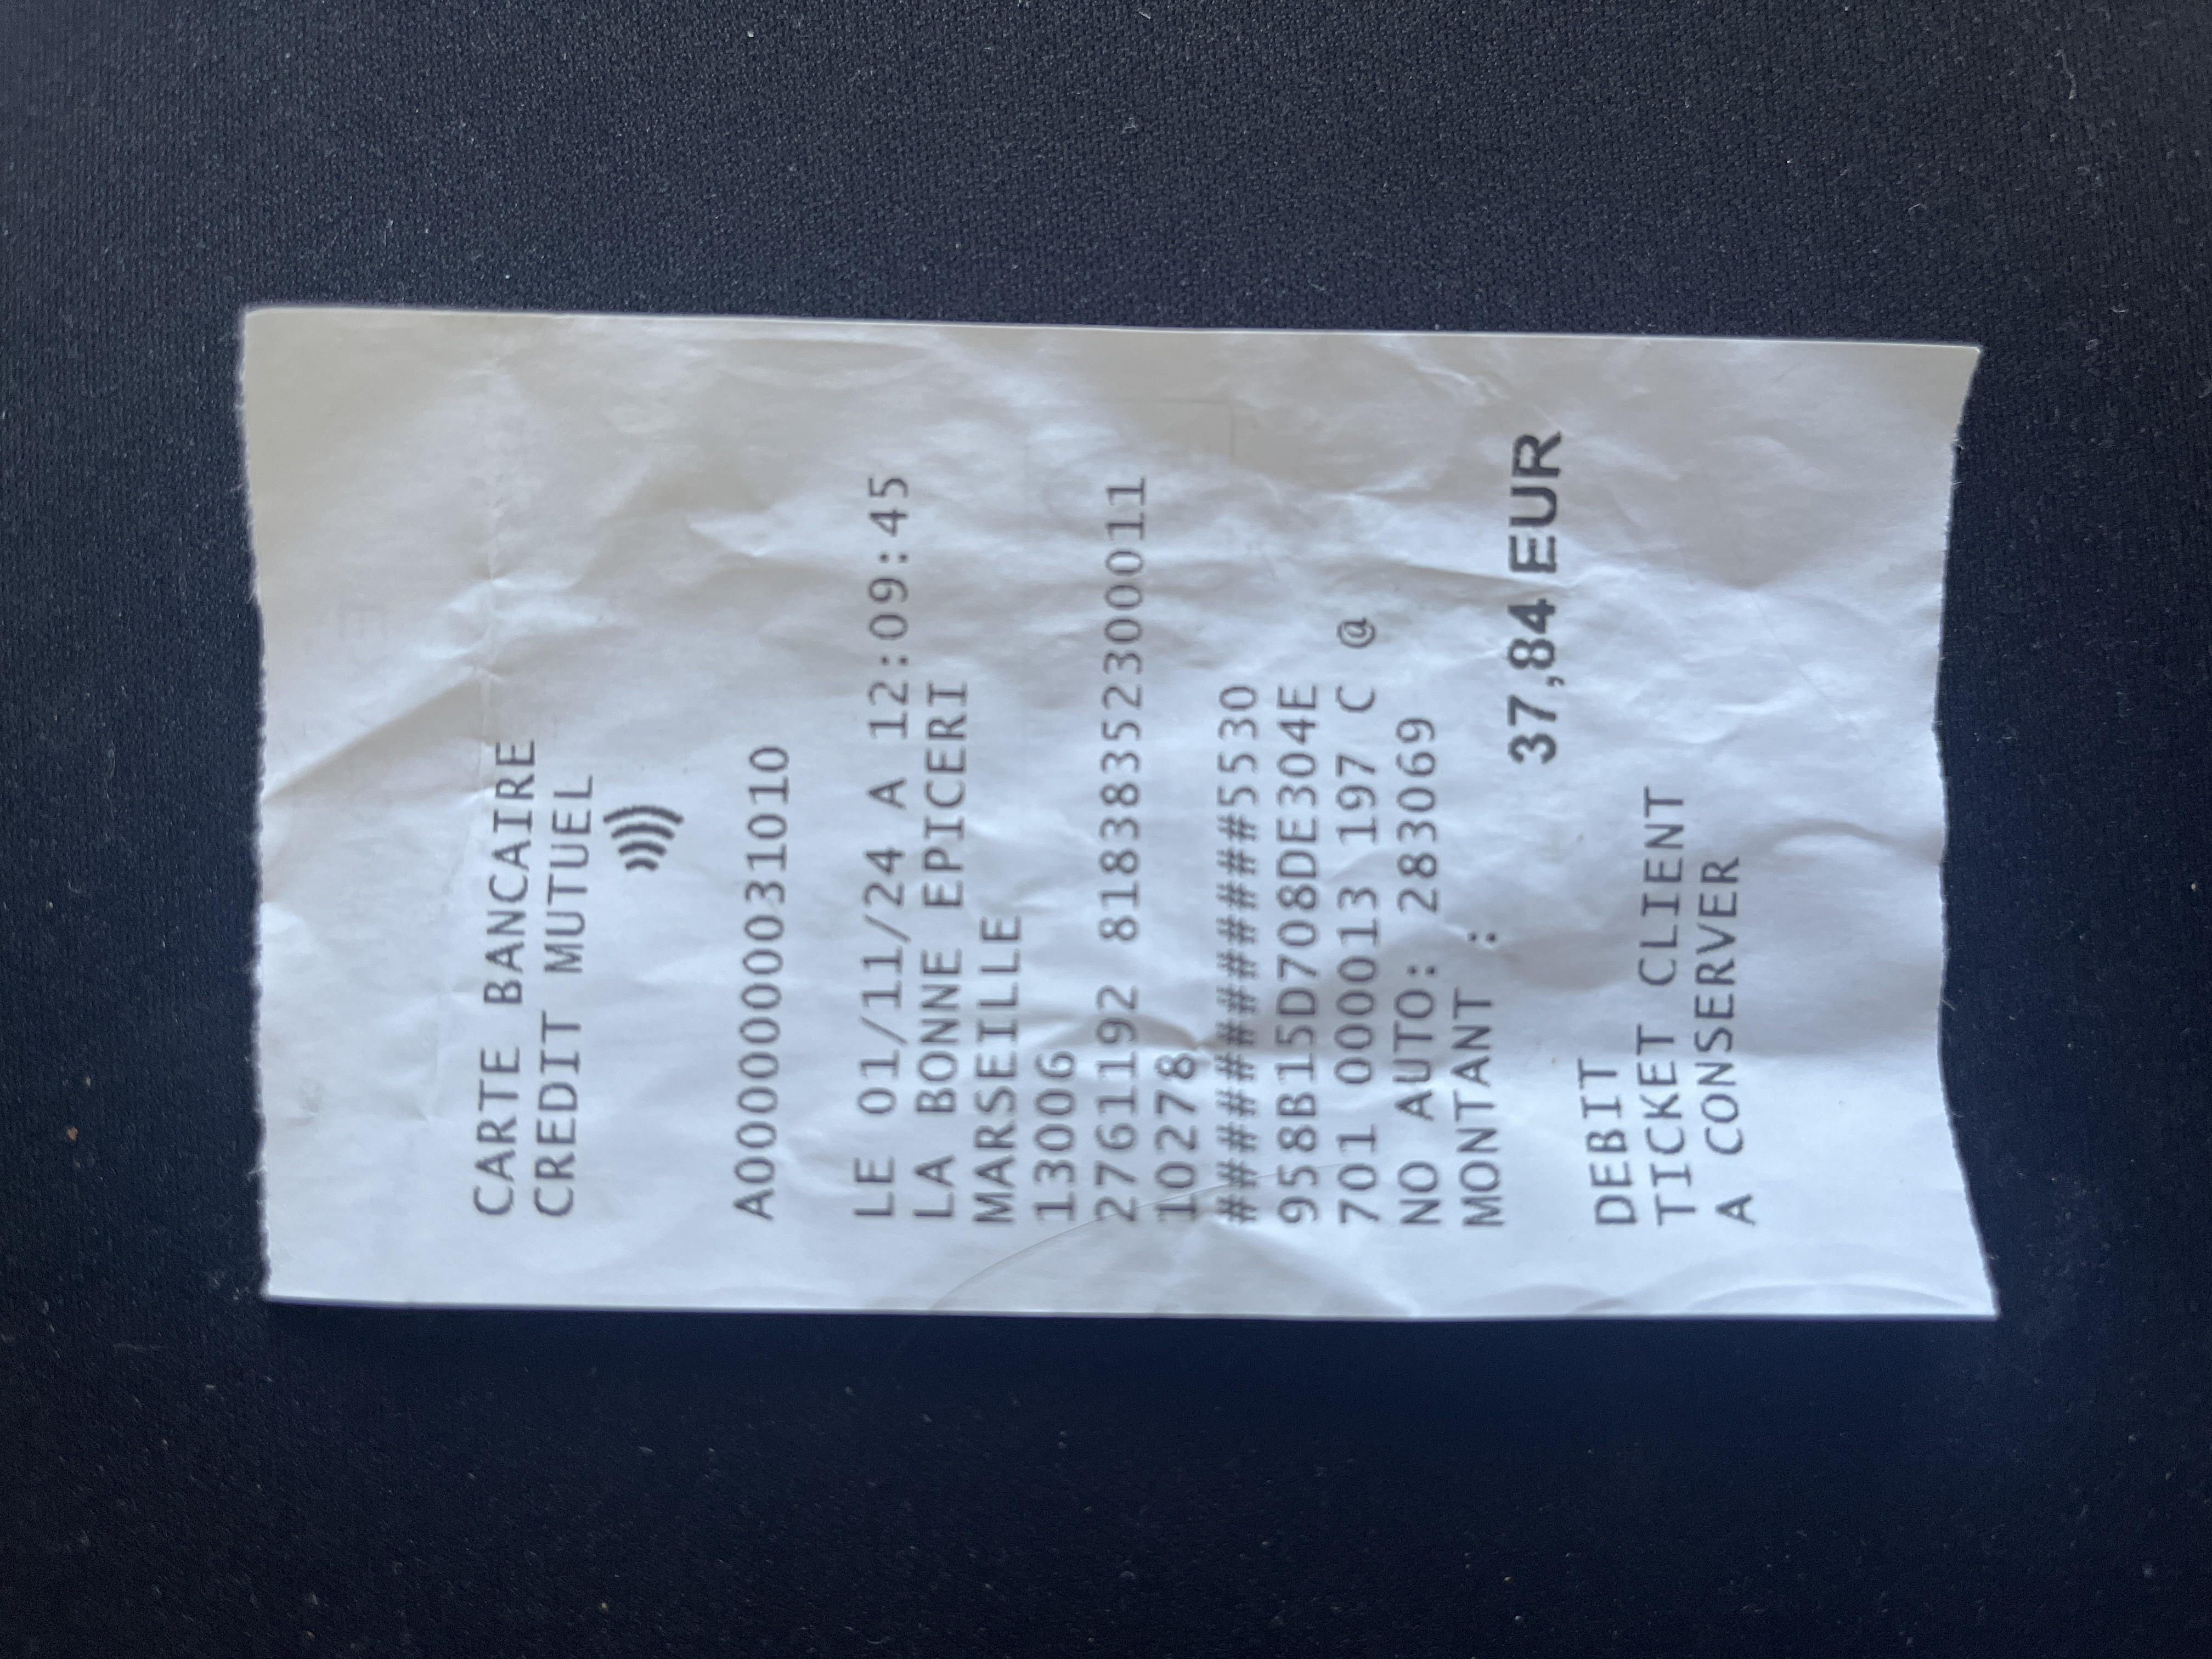 CARTE BANCAIRE
CREDIT MUTUEL
A0000000031010
LE 01/11/24 A 12:09:45
LA BONNE EPICERI
MARSEILLE
13006
2761192 81838352300011
10278
############5530
958B15D708DE304E
701 000013 197 C @
NO AUTO: 283069
MONTANT :
37,84 EUR
DEBIT
TICKET CLIENT
A CONSERVER